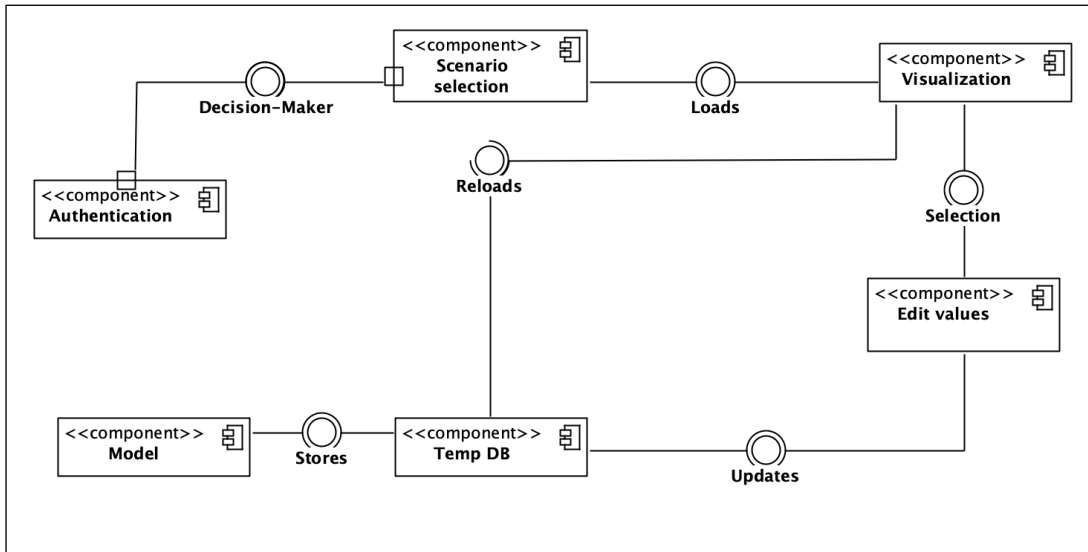 <<component>>
Scenario
selection
<<component>>
Visualization
Decision-Maker
Loads
Reloads
<<component>>
Authentication
Selection
<<component>>
Edit values
<<component>>
Model
Stores
<<component>>
Temp DB
Updates